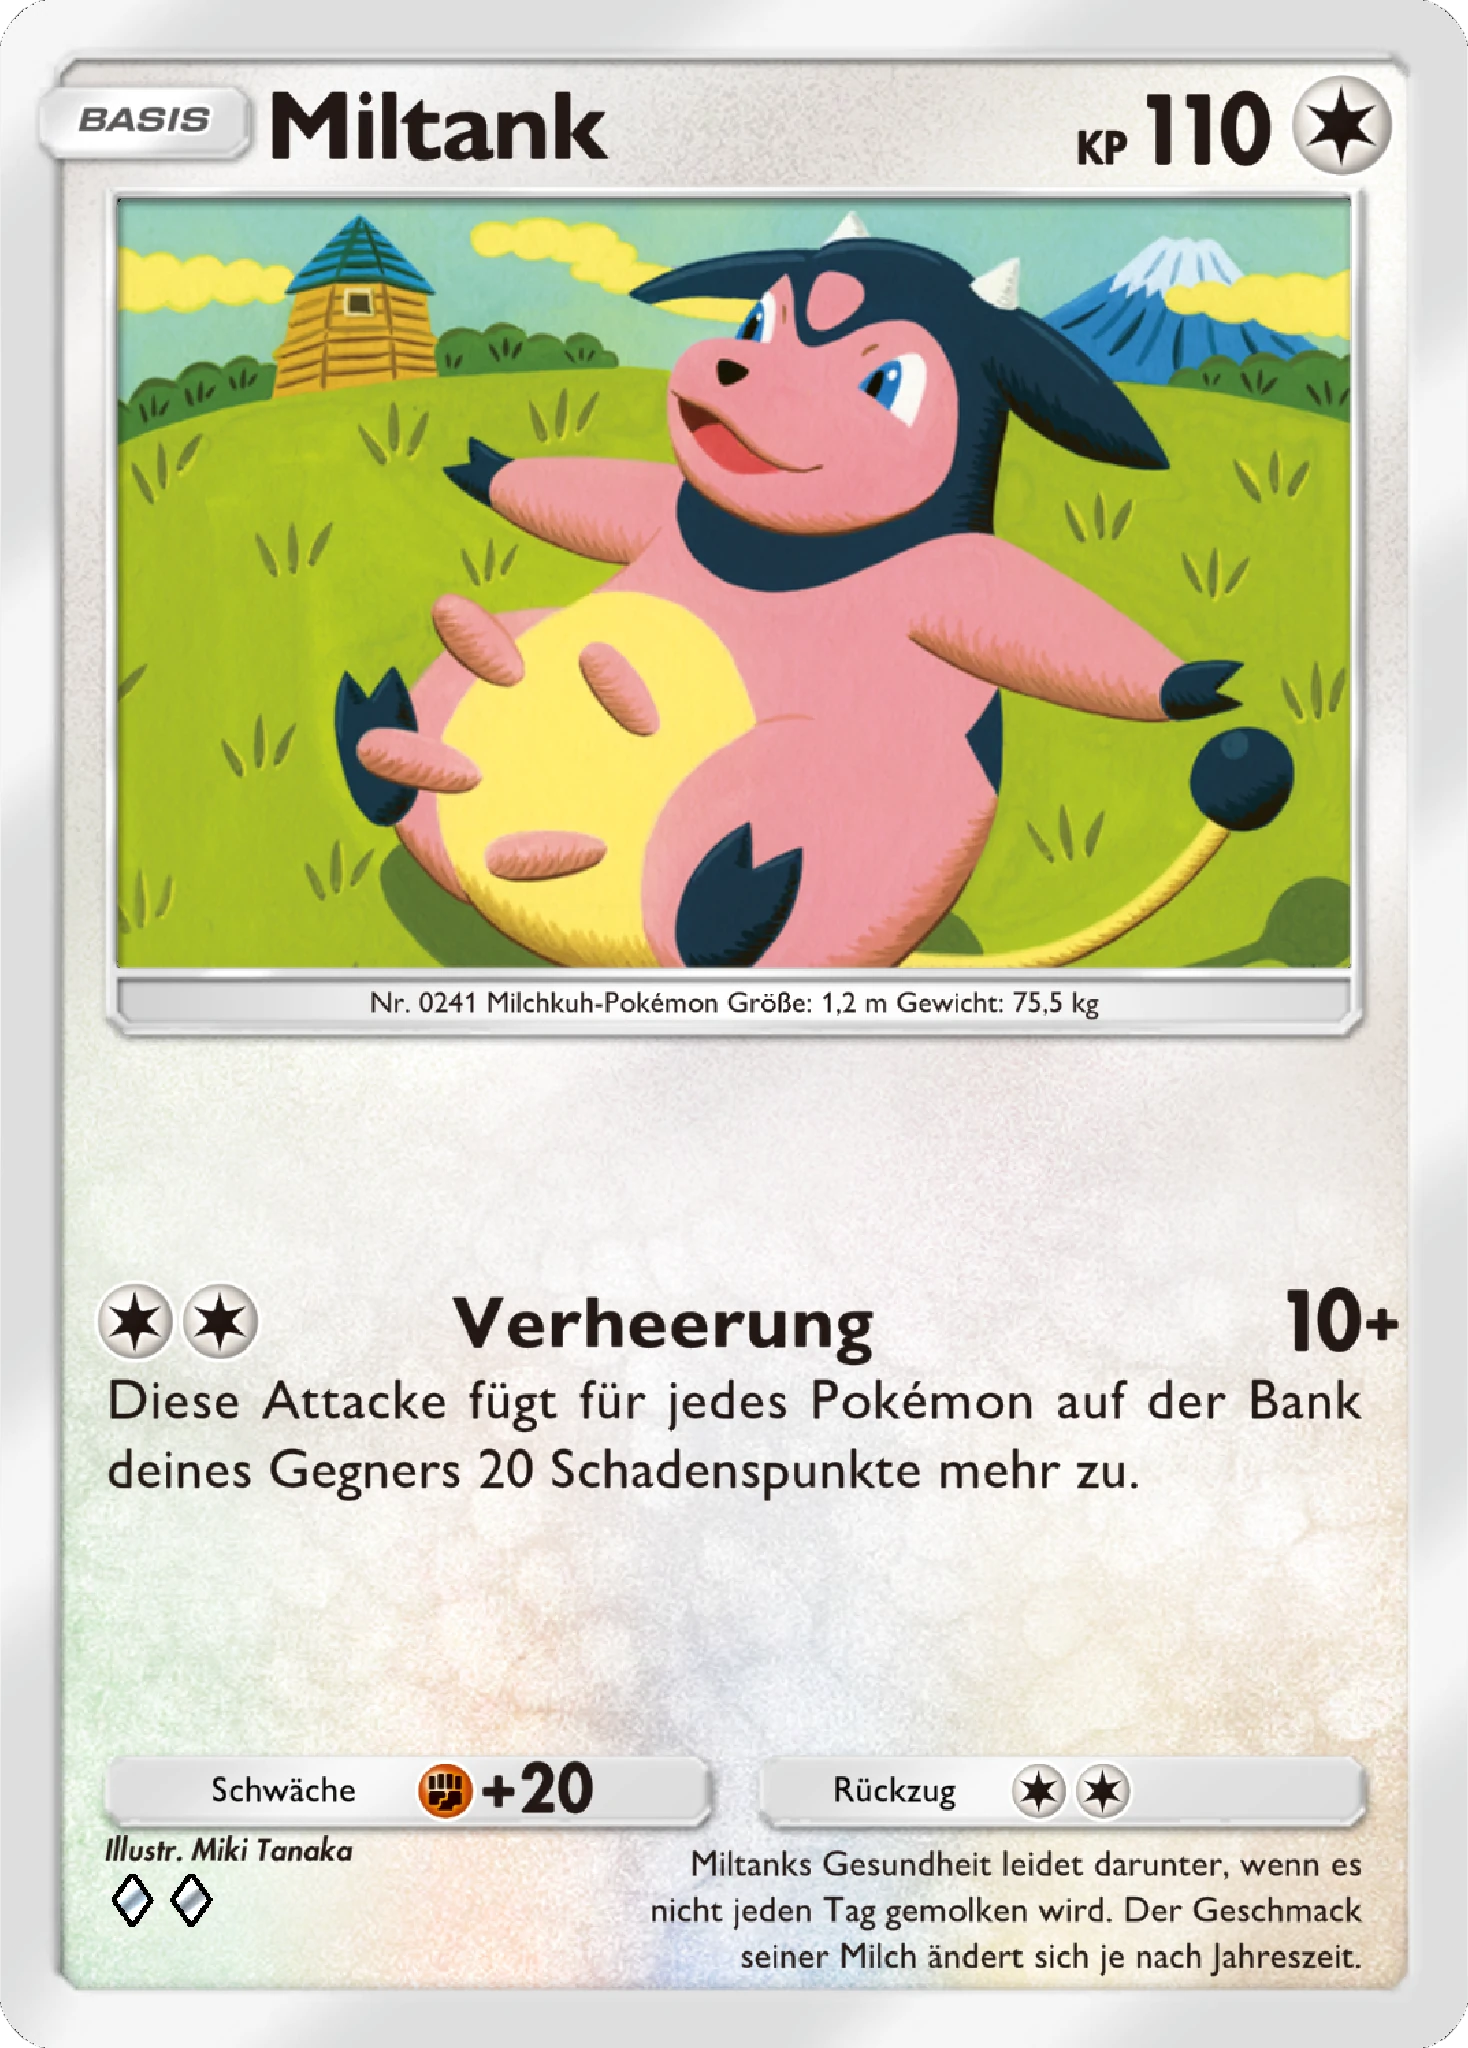 BASIS Miltank KP 110
Nr. 0241 Milchkuh-Pokémon Größe: 1,2 m Gewicht: 75,5 kg
Verheerung 10+
Diese Attacke fügt für jedes Pokémon auf der Bank
deines Gegners 20 Schadenspunkte mehr zu.
Schwäche +20 Rückzug
Illustr. Miki Tanaka
Miltanks Gesundheit leidet darunter, wenn es
nicht jeden Tag gemolken wird. Der Geschmack
seiner Milch ändert sich je nach Jahreszeit.